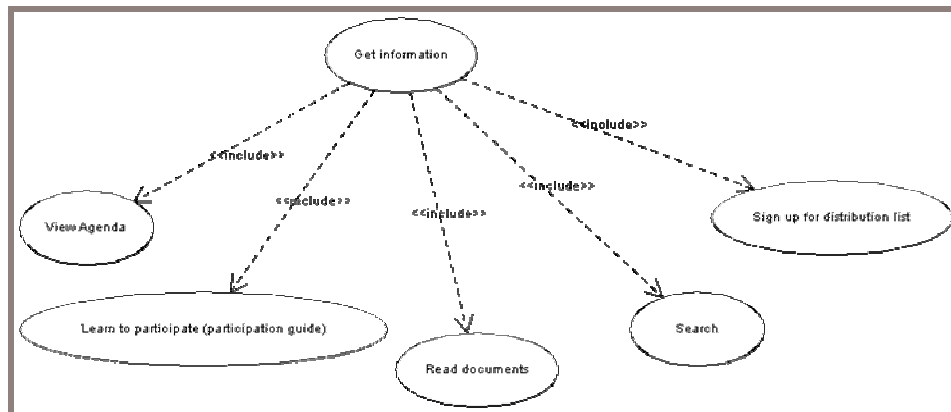 Get information
<<include>>
<<include>>
<<include>>
<<include>>
<<include>>
View Agenda
Sign up for distribution list
Learn to participate (participation guide)
Search
Read documents